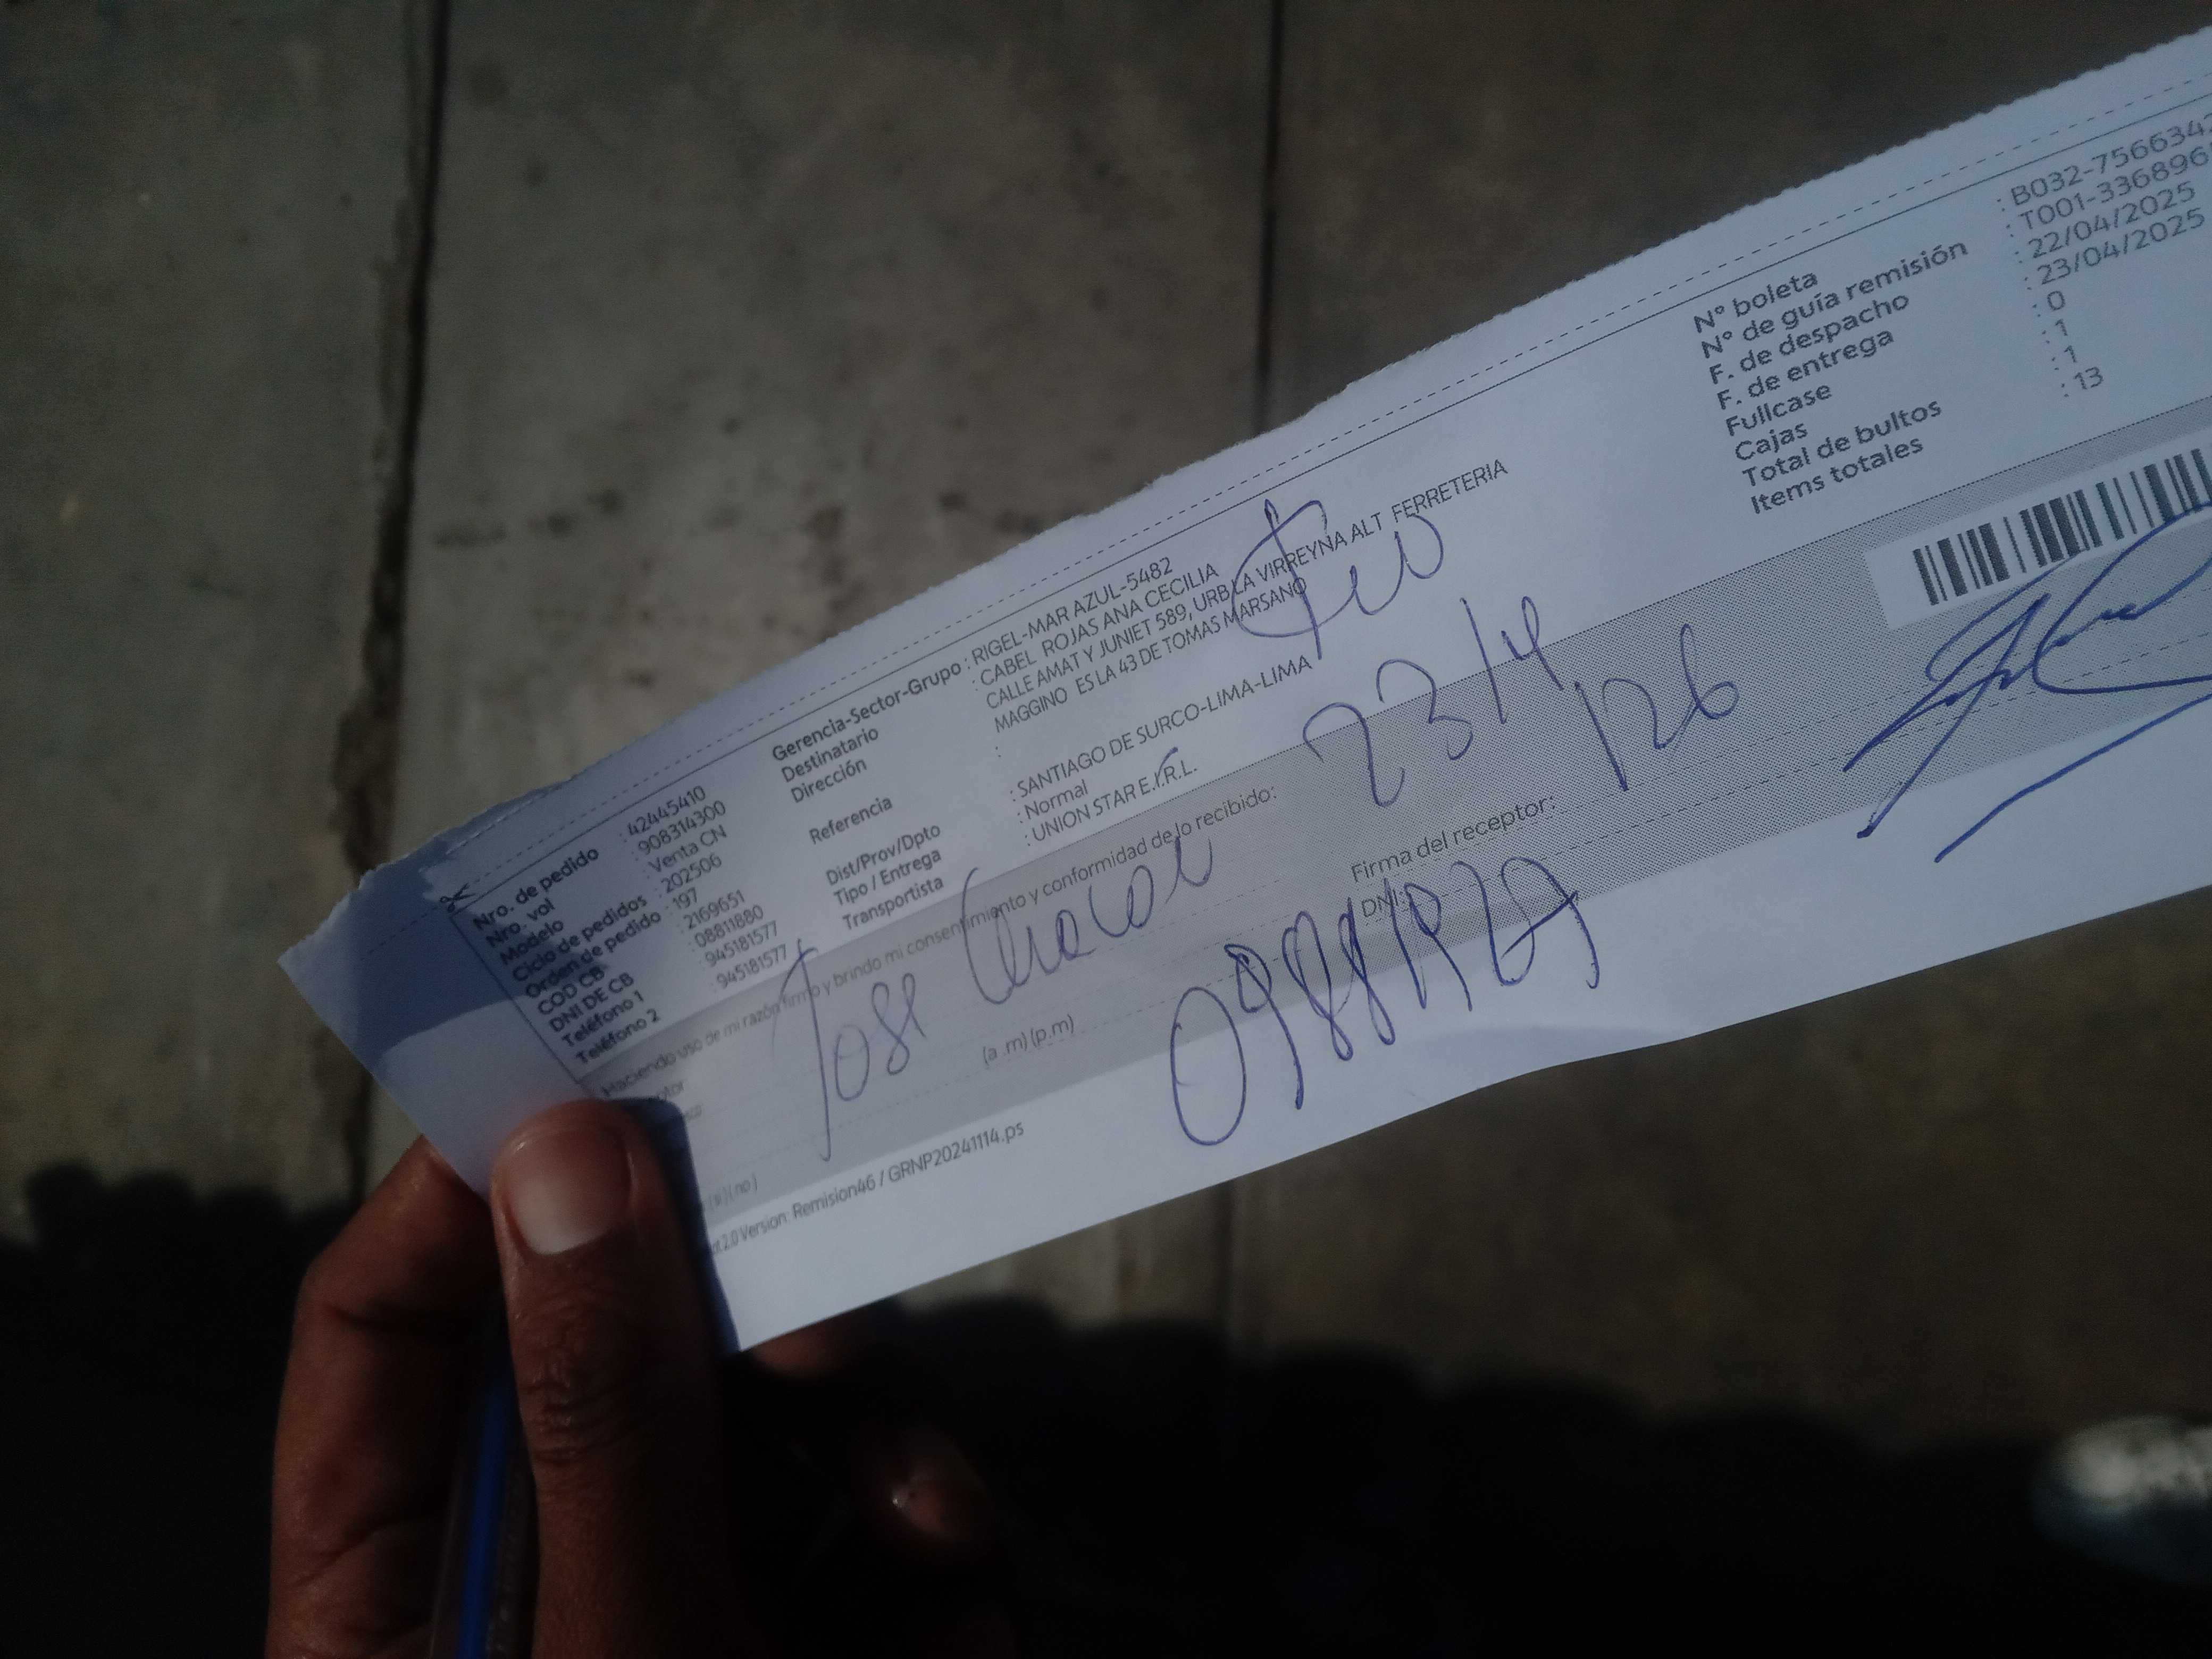 Nro. de pedido : 42445410
Nro. vol : 908314300
Modelo : Venta CN
Ciclo de pedidos : 202506
Orden de pedido : 197
COD CB : 2169651
DNI DE CB : 08811880
Teléfono 1 : 945181577
Teléfono 2 : 945181577
Gerencia-Sector-Grupo : RIGEL-MAR AZUL-5482
Destinatario : CABEL ROJAS ANA CECILIA
Dirección : CALLE AMAT Y JUNIET 589, URB LA VIRREYNA ALT FERRETERIA
MAGGINO ES LA 43 DE TOMAS MARSANO
Referencia :
Dist/Prov/Dpto : SANTIAGO DE SURCO-LIMA-LIMA
Tipo / Entrega : Normal
Transportista : UNION STAR E.I.R.L.
N° boleta : B032-756634
N° de guía remisión : T001-33689
F. de despacho : 22/04/2025
F. de entrega : 23/04/2025
Fullcase : 0
Cajas : 1
Total de bultos : 1
Items totales : 13
Haciendo uso de mi razón firmo y brindo mi consentimiento y conformidad de lo recibido:
23/4
Jose
126
Firma del receptor:
(a .m) (p.m)
DNI:
(si) (no)
Version: Remision46 / GRNP20241114.ps